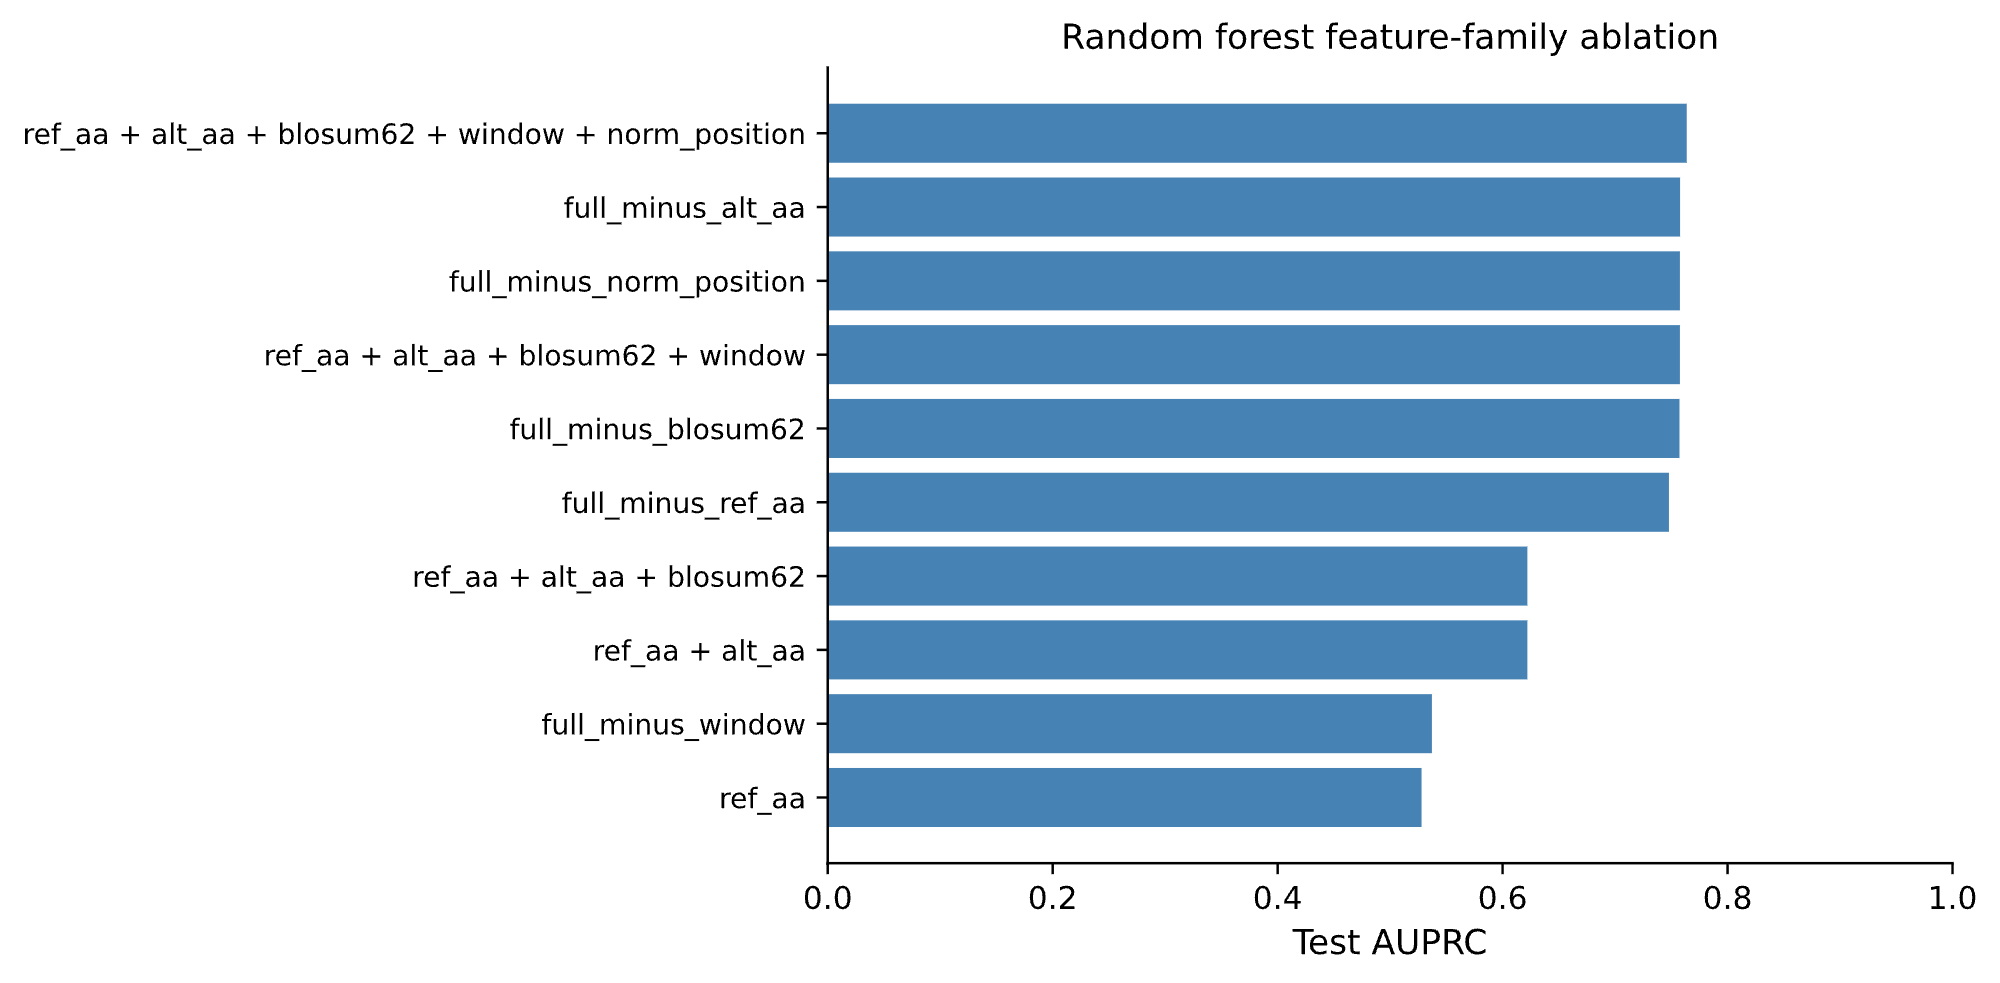 Random forest feature-family ablation
ref_aa + alt_aa + blosum62 + window + norm_position
full_minus_alt_aa
full_minus_norm_position
ref_aa + alt_aa + blosum62 + window
full_minus_blosum62
full_minus_ref_aa
ref_aa + alt_aa + blosum62
ref_aa + alt_aa
full_minus_window
ref_aa
0.0 0.2 0.4 0.6 0.8 1.0
Test AUPRC